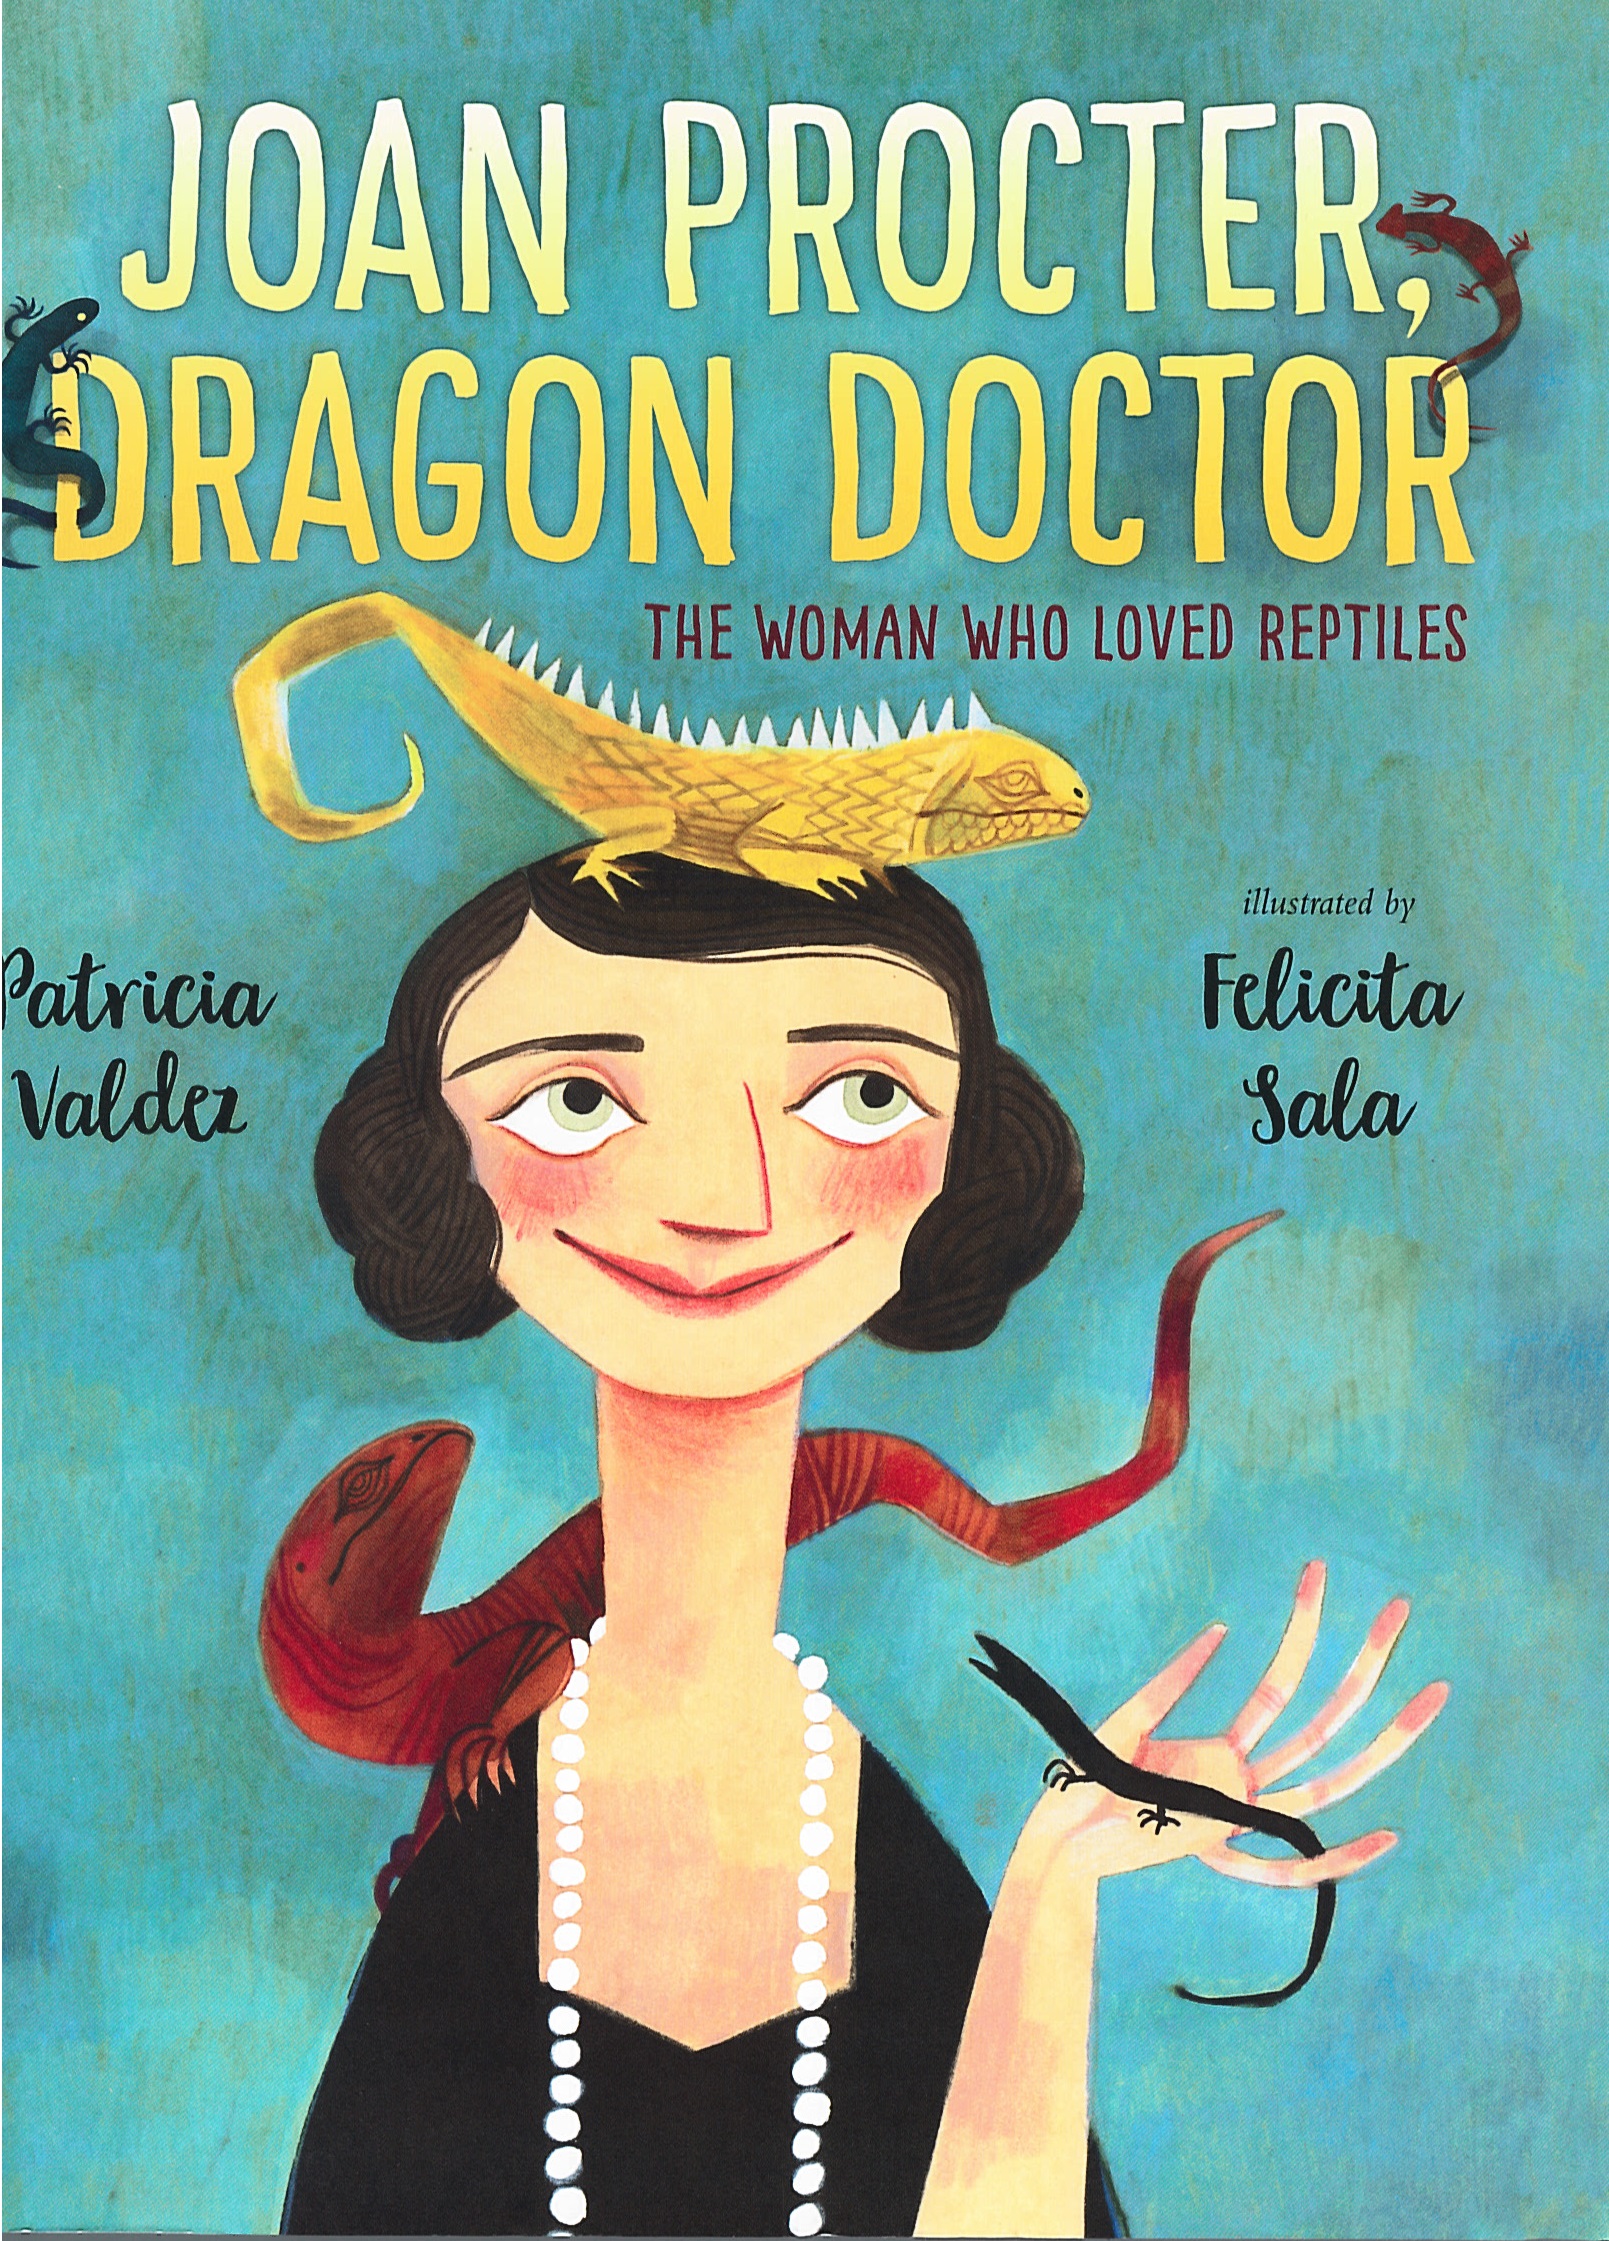 JOAN PROCTER,
DRAGON DOCTOR
THE WOMAN WHO LOVED REPTILES
Patricia
Valdez
illustrated by
Felicita
Sala